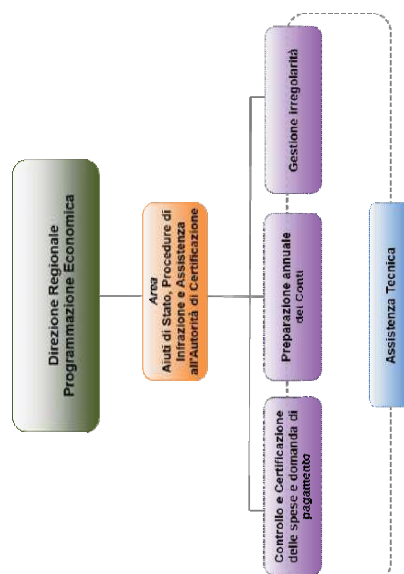 Direzione Regionale
Programmazione Economica
Area
Aiuti di Stato, Procedure di
Infrazione e Assistenza
all'Autorità di Certificazione
Controllo e Certificazione
delle spese e domanda di
pagamento
Preparazione annuale
dei Conti
Gestione irregolarità
Assistenza Tecnica